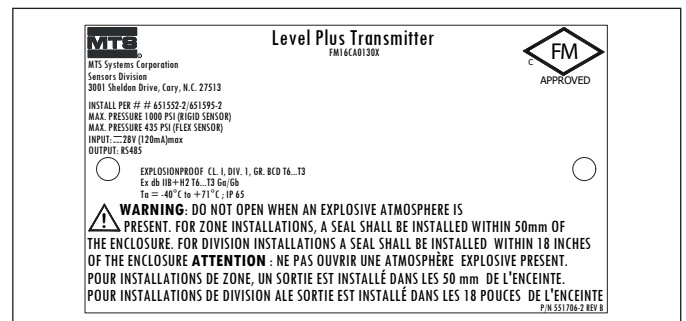 MTS
Level Plus Transmitter
FM16CA0130X
FM
C
APPROVED
MTS Systems Corporation
Sensors Division
3001 Sheldon Drive, Cary, N.C. 27513
INSTALL PER # # 651552-2/651595-2
MAX. PRESSURE 1000 PSI (RIGID SENSOR)
MAX. PRESSURE 435 PSI (FLEX SENSOR)
INPUT: ⎓28V (120mA)max
OUTPUT: RS485
EXPLOSIONPROOF CL. I, DIV. 1, GR. BCD T6...T3
Ex db IIB+H2 T6...T3 Ga/Gb
Ta = -40°C to +71°C ; IP 65
WARNING: DO NOT OPEN WHEN AN EXPLOSIVE ATMOSPHERE IS
PRESENT. FOR ZONE INSTALLATIONS, A SEAL SHALL BE INSTALLED WITHIN 50mm OF
THE ENCLOSURE. FOR DIVISION INSTALLATIONS A SEAL SHALL BE INSTALLED WITHIN 18 INCHES
OF THE ENCLOSURE ATTENTION : NE PAS OUVRIR UNE ATMOSPHÈRE EXPLOSIVE PRESENT.
POUR INSTALLATIONS DE ZONE, UN SORTIE EST INSTALLÉ DANS LES 50 mm DE L'ENCEINTE.
POUR INSTALLATIONS DE DIVISION ALE SORTIE EST INSTALLÉ DANS LES 18 POUCES DE L'ENCEINTE
P/N 551706-2 REV B